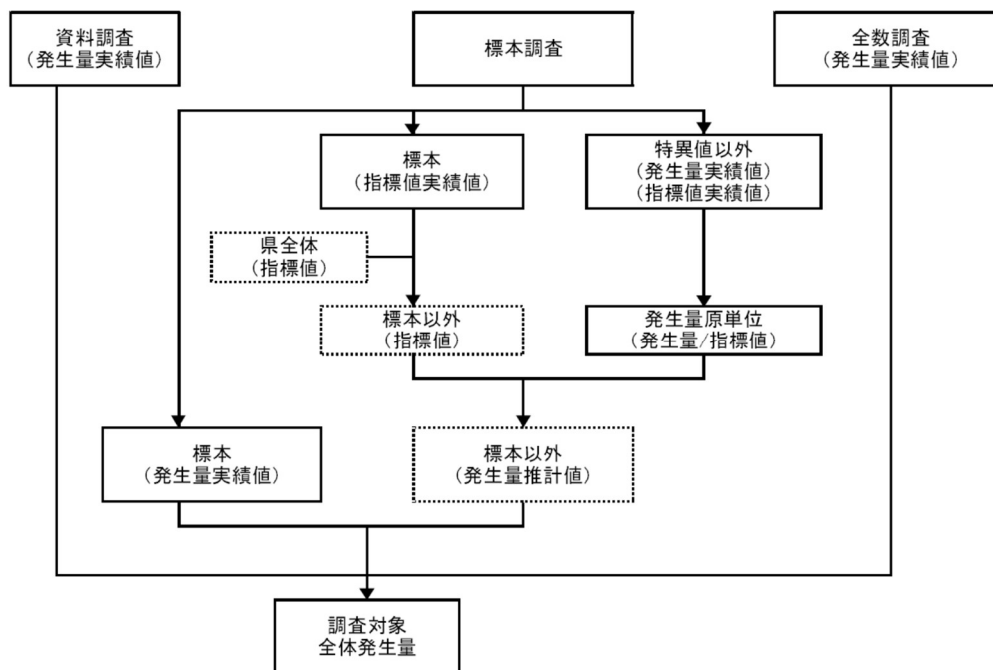 資料調査
（発生量実績値）
標本調査
全数調査
（発生量実績値）
標本
（指標値実績値）
特異値以外
（発生量実績値）
（指標値実績値）
県全体
（指標値）
標本以外
（指標値）
発生量原単位
（発生量/指標値）
標本
（発生量実績値）
標本以外
（発生量推計値）
調査対象
全体発生量